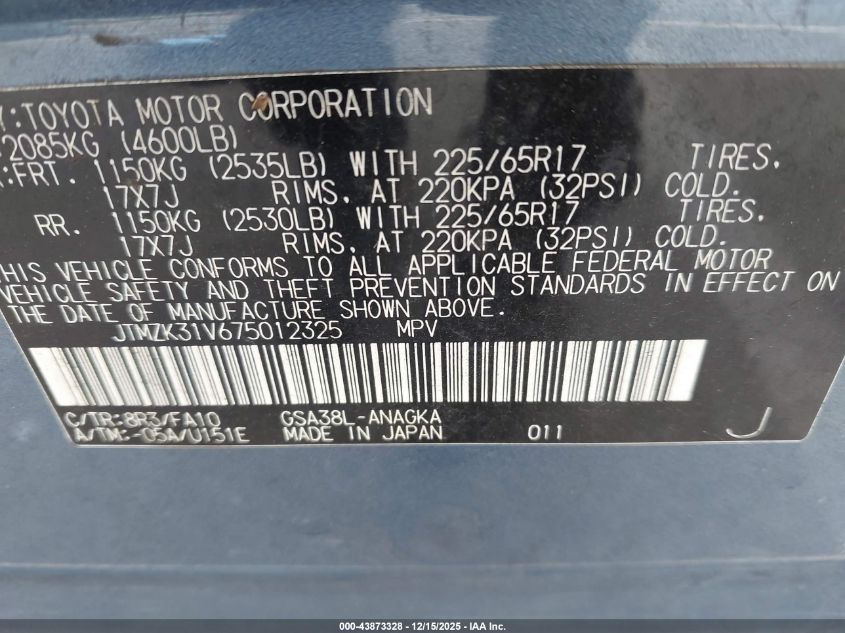 Y:TOYOTA MOTOR CORPORATION
2085KG (4600LB)
:FRT. 1150KG (2535LB) WITH 225/65R17 TIRES.
17X7J RIMS, AT 220KPA (32PSI) COLD.
RR. 1150KG (2530LB) WITH 225/65R17 TIRES,
17X7J RIMS, AT 220KPA (32PSI) COLD.
HIS VEHICLE CONFORMS TO ALL APPLICABLE FEDERAL MOTOR
VEHICLE SAFETY AND THEFT PREVENTION STANDARDS IN EFFECT ON
THE DATE OF MANUFACTURE SHOWN ABOVE.
JTMZK31V675012325 MPV
C/TR:8R3/FA10 GSA38L-ANAGKA
A/TM:-05A/U151E MADE IN JAPAN 011 J
000-43873328 - 12/15/2025 - IAA Inc.